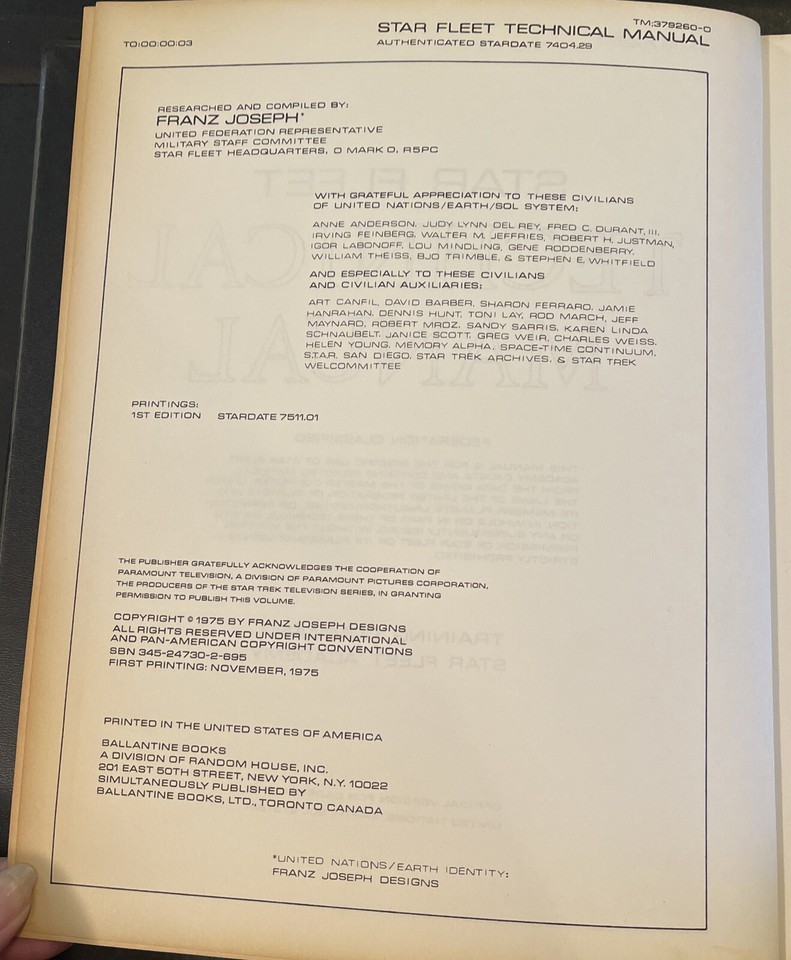 TM:379260-0
STAR FLEET TECHNICAL MANUAL
TO:00:00:03
AUTHENTICATED STARDATE 7404.29
RESEARCHED AND COMPILED BY:
FRANZ JOSEPH*
UNITED FEDERATION REPRESENTATIVE
MILITARY STAFF COMMITTEE
STAR FLEET HEADQUARTERS, 0 MARK 0, R5PC
WITH GRATEFUL APPRECIATION TO THESE CIVILIANS
OF UNITED NATIONS/EARTH/SOL SYSTEM:
ANNE ANDERSON, JUDY LYNN DEL REY, FRED C. DURANT, III,
IRVING FEINBERG, WALTER M. JEFFRIES, ROBERT H. JUSTMAN,
IGOR LABONOFF, LOU MINDLING, GENE RODDENBERRY,
WILLIAM THEISS, BJO TRIMBLE, & STEPHEN E. WHITFIELD
AND ESPECIALLY TO THESE CIVILIANS
AND CIVILIAN AUXILIARIES:
ART CANFIL, DAVID BARBER, SHARON FERRARO, JAMIE
HANRAHAN, DENNIS HUNT, TONI LAY, ROD MARCH, JEFF
MAYNARD, ROBERT MROZ, SANDY SARRIS, KAREN LINDA
SCHNAUBELT, JANICE SCOTT, GREG WEIR, CHARLES WEISS,
HELEN YOUNG, MEMORY ALPHA, SPACE-TIME CONTINUUM,
S.T.A.R. SAN DIEGO, STAR TREK ARCHIVES, & STAR TREK
WELCOMMITTEE
PRINTINGS:
1ST EDITION STARDATE 7511.01
THE PUBLISHER GRATEFULLY ACKNOWLEDGES THE COOPERATION OF
PARAMOUNT TELEVISION, A DIVISION OF PARAMOUNT PICTURES CORPORATION,
THE PRODUCERS OF THE STAR TREK TELEVISION SERIES, IN GRANTING
PERMISSION TO PUBLISH THIS VOLUME.
COPYRIGHT © 1975 BY FRANZ JOSEPH DESIGNS
ALL RIGHTS RESERVED UNDER INTERNATIONAL
AND PAN-AMERICAN COPYRIGHT CONVENTIONS
SBN 345-24730-2-695
FIRST PRINTING: NOVEMBER, 1975
PRINTED IN THE UNITED STATES OF AMERICA
BALLANTINE BOOKS
A DIVISION OF RANDOM HOUSE, INC.
201 EAST 50TH STREET, NEW YORK, N.Y. 10022
SIMULTANEOUSLY PUBLISHED BY
BALLANTINE BOOKS, LTD., TORONTO CANADA
*UNITED NATIONS/EARTH IDENTITY:
FRANZ JOSEPH DESIGNS